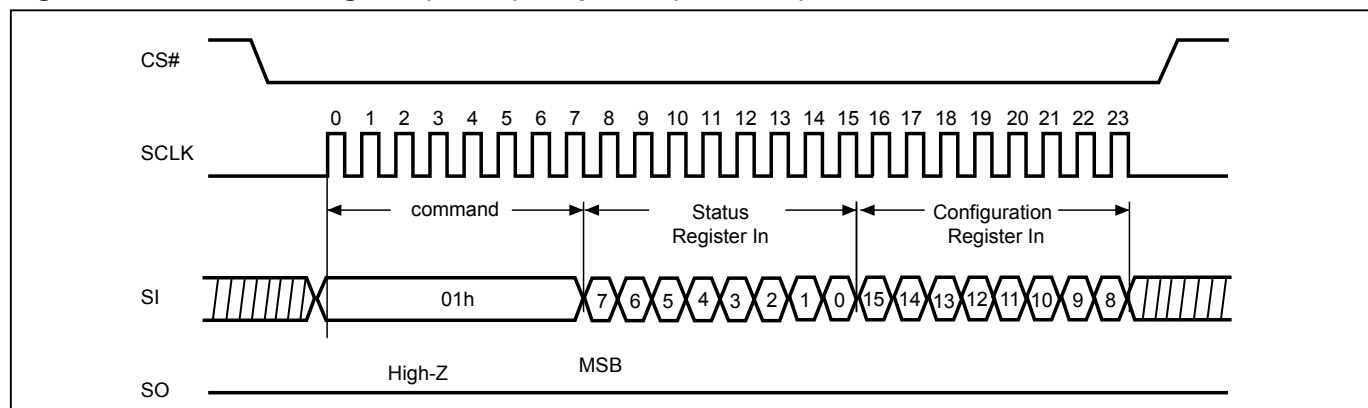 CS#
0 1 2 3 4 5 6 7 8 9 10 11 12 13 14 15 16 17 18 19 20 21 22 23
SCLK
command Status Configuration
Register In Register In
SI 01h 7 6 5 4 3 2 1 0 15 14 13 12 11 10 9 8
High-Z MSB
SO